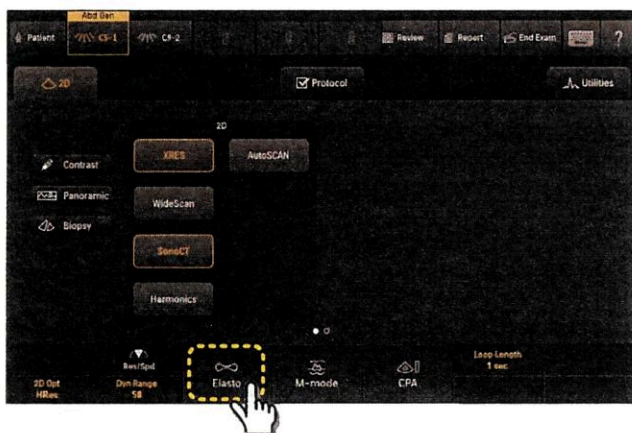 Abd Gen
Patient C5-1 C9-2 Review Report End Exam ?
2D Protocol Utilities
2D
XRES AutoSCAN
Contrast
Panoramic WideScan
Biopsy
SonoCT
Harmonics
Res/Spd Loop Length
2D Opt Dyn Range Elasto M-mode CPA 1 sec
HRes 58